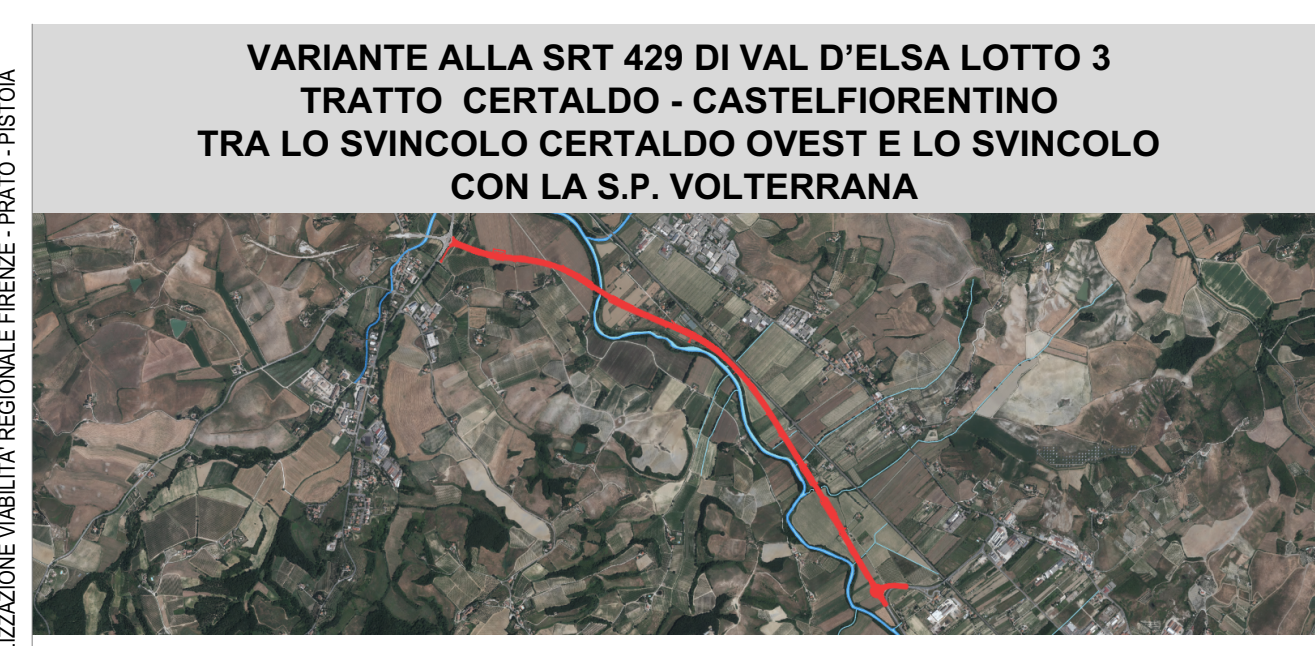 VARIANTE ALLA SRT 429 DI VAL D'ELSA LOTTO 3
TRATTO CERTALDO - CASTELFIORENTINO
TRA LO SVINCOLO CERTALDO OVEST E LO SVINCOLO
CON LA S.P. VOLTERRANA
VIABILITA' REGIONALE FIRENZE - PRATO - PISTOIA